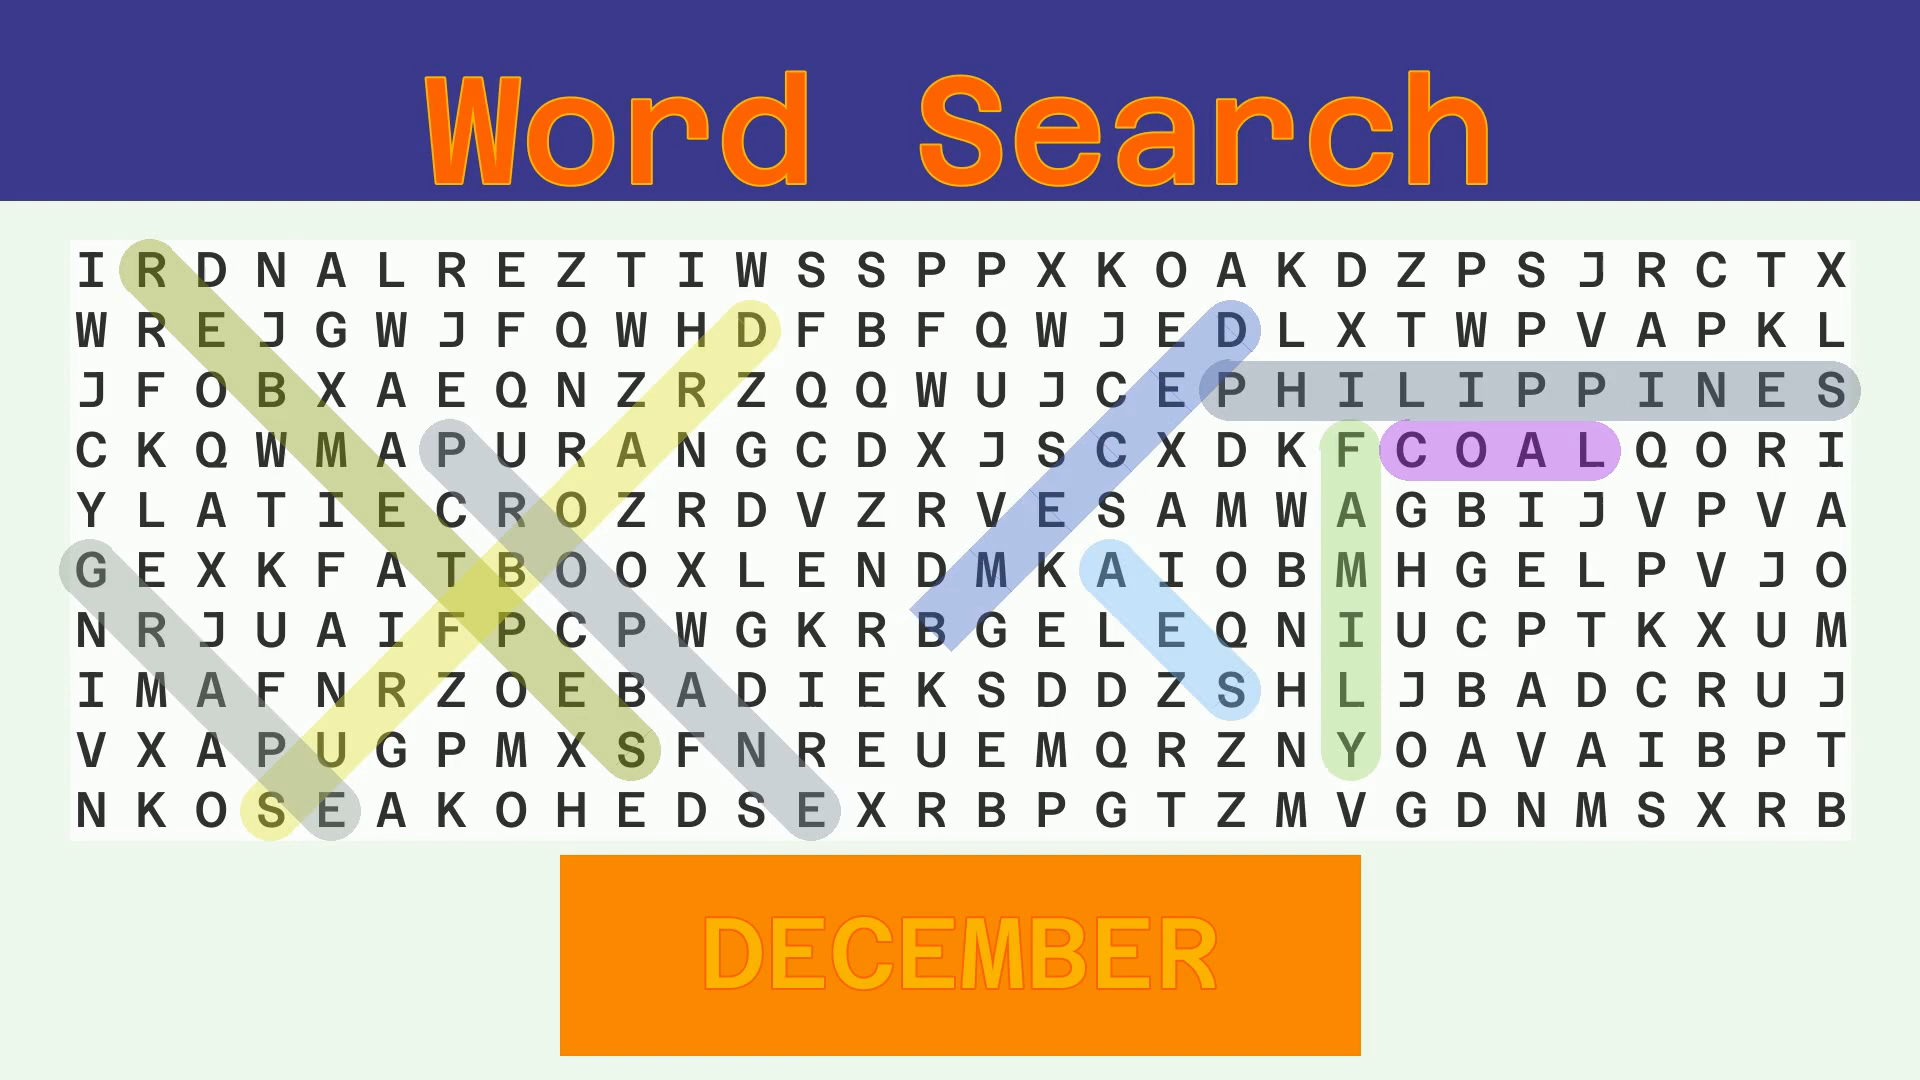 Word Search
I R D N A L R E Z T I W S S P P X K O A K D Z P S J R C T X
W R E J G W J F Q W H D F B F Q W J E D L X T W P V A P K L
J F O B X A E Q N Z R Z Q Q W U J C E P H I L I P P I N E S
C K Q W M A P U R A N G C D X J S C X D K F C O A L Q O R I
Y L A T I E C R O Z R D V Z R V E S A M W A G B I J V P V A
G E X K F A T B O O X L E N D M K A I O B M H G E L P V J O
N R J U A I F P C P W G K R B G E L E Q N I U C P T K X U M
I M A F N R Z O E B A D I E K S D D Z S H L J B A D C R U J
V X A P U G P M X S F N R E U E M Q R Z N Y O A V A I B P T
N K O S E A K O H E D S E X R B P G T Z M V G D N M S X R B
DECEMBER